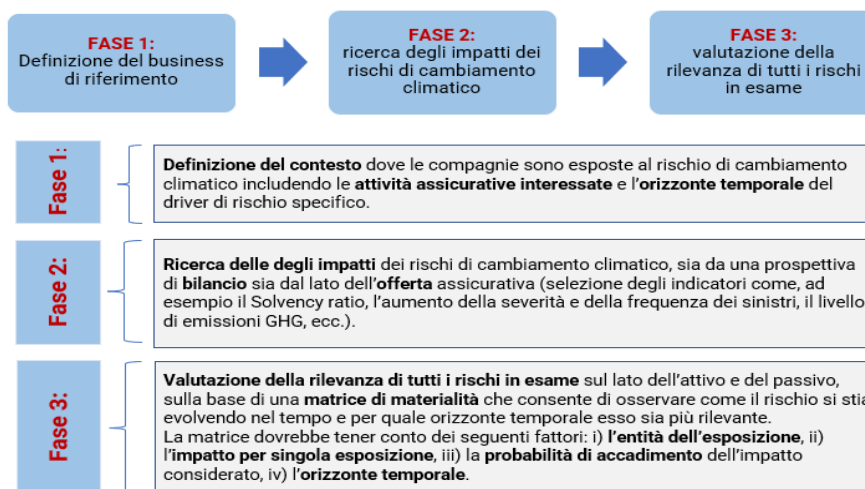 FASE 1:
Definizione del business
di riferimento
FASE 2:
ricerca degli impatti dei
rischi di cambiamento
climatico
FASE 3:
valutazione della
rilevanza di tutti i rischi
in esame
Fase 1:
Definizione del contesto dove le compagnie sono esposte al rischio di cambiamento
climatico includendo le attività assicurative interessate e l'orizzonte temporale del
driver di rischio specifico.
Fase 2:
Ricerca delle degli impatti dei rischi di cambiamento climatico, sia da una prospettiva
di bilancio sia dal lato dell'offerta assicurativa (selezione degli indicatori come, ad
esempio il Solvency ratio, l'aumento della severità e della frequenza dei sinistri, il livello
di emissioni GHG, ecc.).
Fase 3:
Valutazione della rilevanza di tutti i rischi in esame sul lato dell'attivo e del passivo,
sulla base di una matrice di materialità che consente di osservare come il rischio si stia
evolvendo nel tempo e per quale orizzonte temporale esso sia più rilevante.
La matrice dovrebbe tener conto dei seguenti fattori: i) l'entità dell'esposizione, ii)
l'impatto per singola esposizione, iii) la probabilità di accadimento dell'impatto
considerato, iv) l'orizzonte temporale.